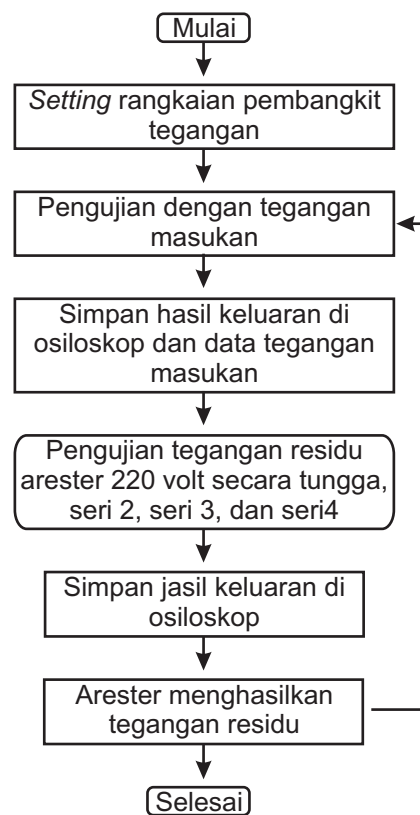 Mulai
Setting rangkaian pembangkit
tegangan
Pengujian dengan tegangan
masukan
Simpan hasil keluaran di
osiloskop dan data tegangan
masukan
Pengujian tegangan residu
arester 220 volt secara tungga,
seri 2, seri 3, dan seri4
Simpan jasil keluaran di
osiloskop
Arester menghasilkan
tegangan residu
Selesai